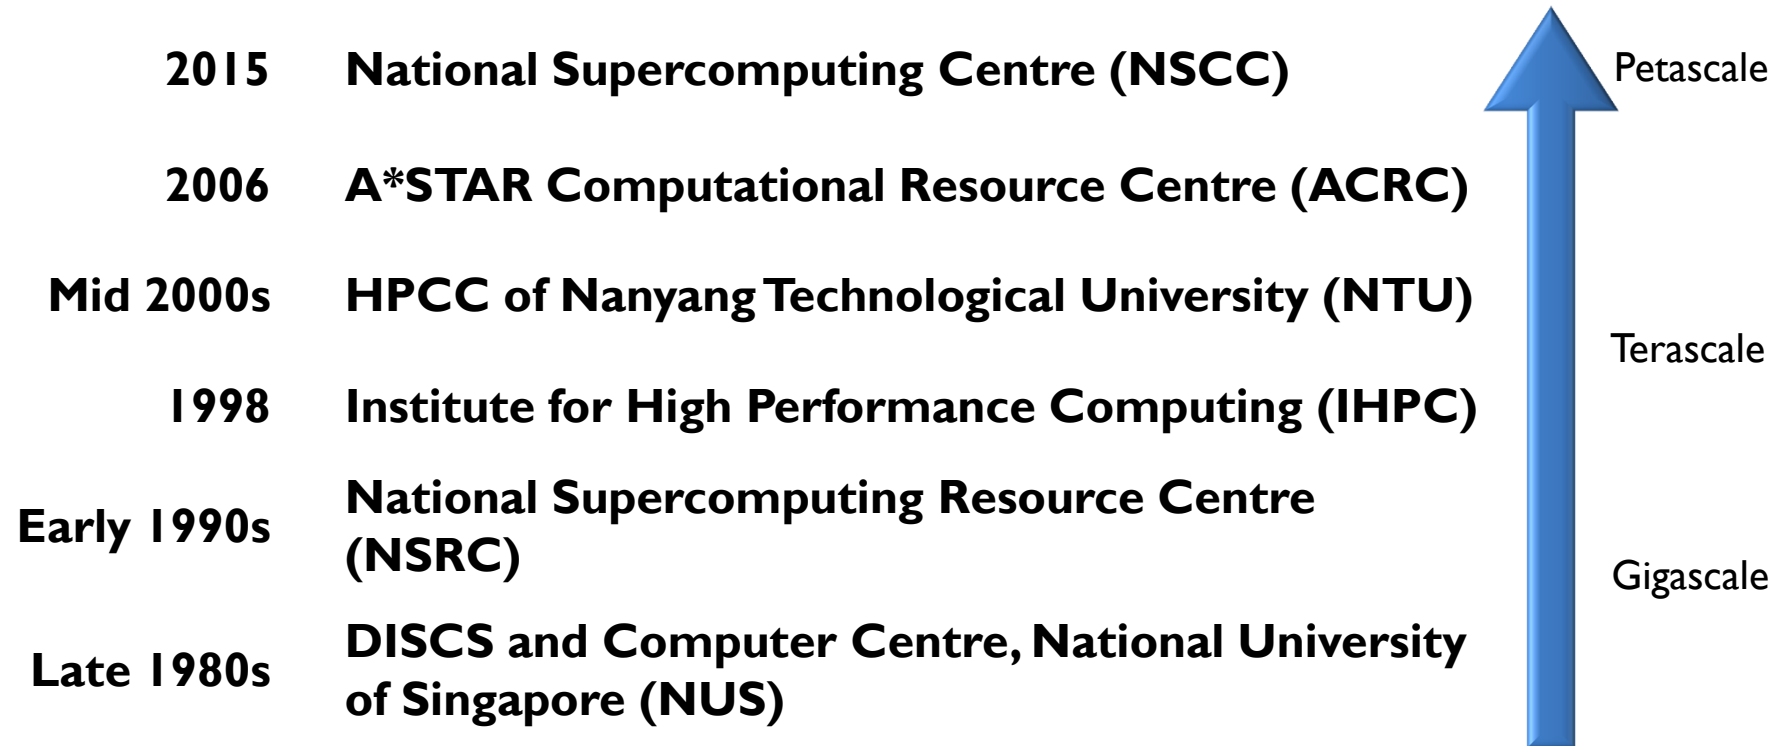 2015 National Supercomputing Centre (NSCC) Petascale
2006 A*STAR Computational Resource Centre (ACRC)
Mid 2000s HPCC of Nanyang Technological University (NTU)
Terascale
1998 Institute for High Performance Computing (IHPC)
Early 1990s National Supercomputing Resource Centre
(NSRC)
Gigascale
Late 1980s DISCS and Computer Centre, National University
of Singapore (NUS)